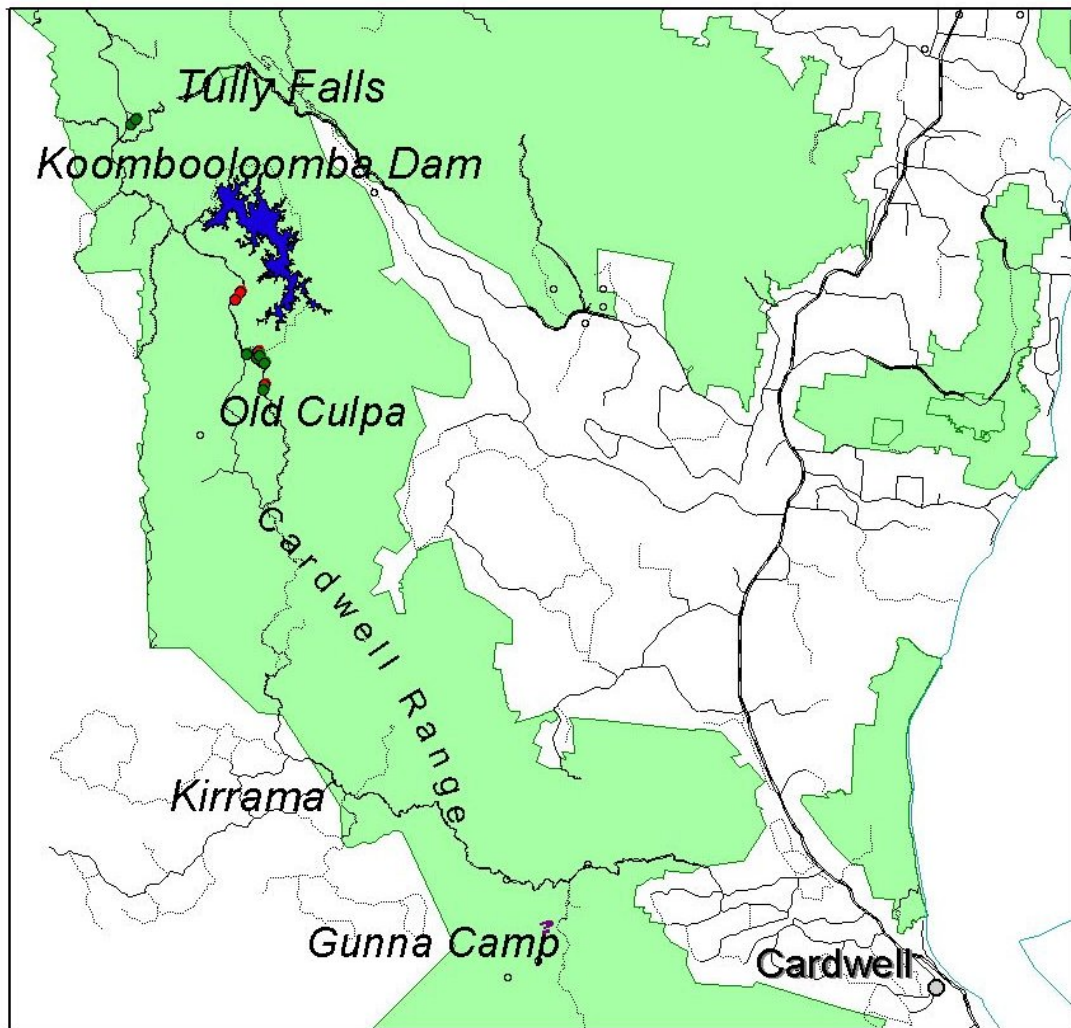 Tully Falls
Koombooloomba Dam
Old Culpa
Cardwell Range
Kirrama
Gunna Camp
Cardwell